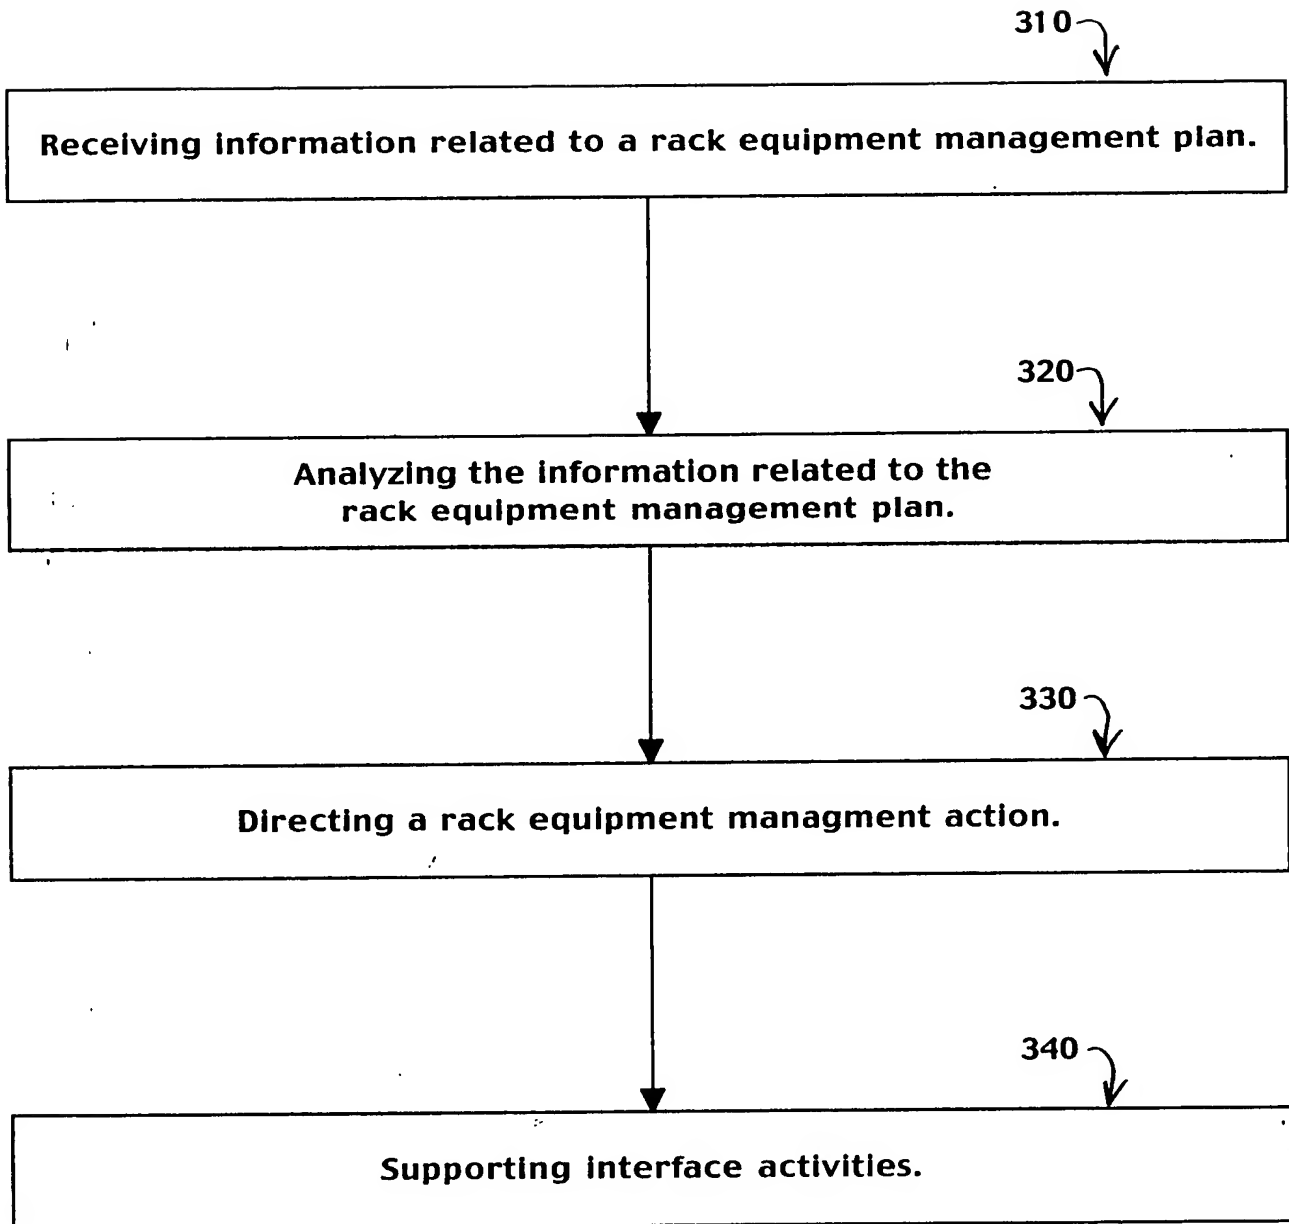 310
Receiving information related to a rack equipment management plan.
320
Analyzing the information related to the
rack equipment management plan.
330
Directing a rack equipment managment action.
340
Supporting interface activities.